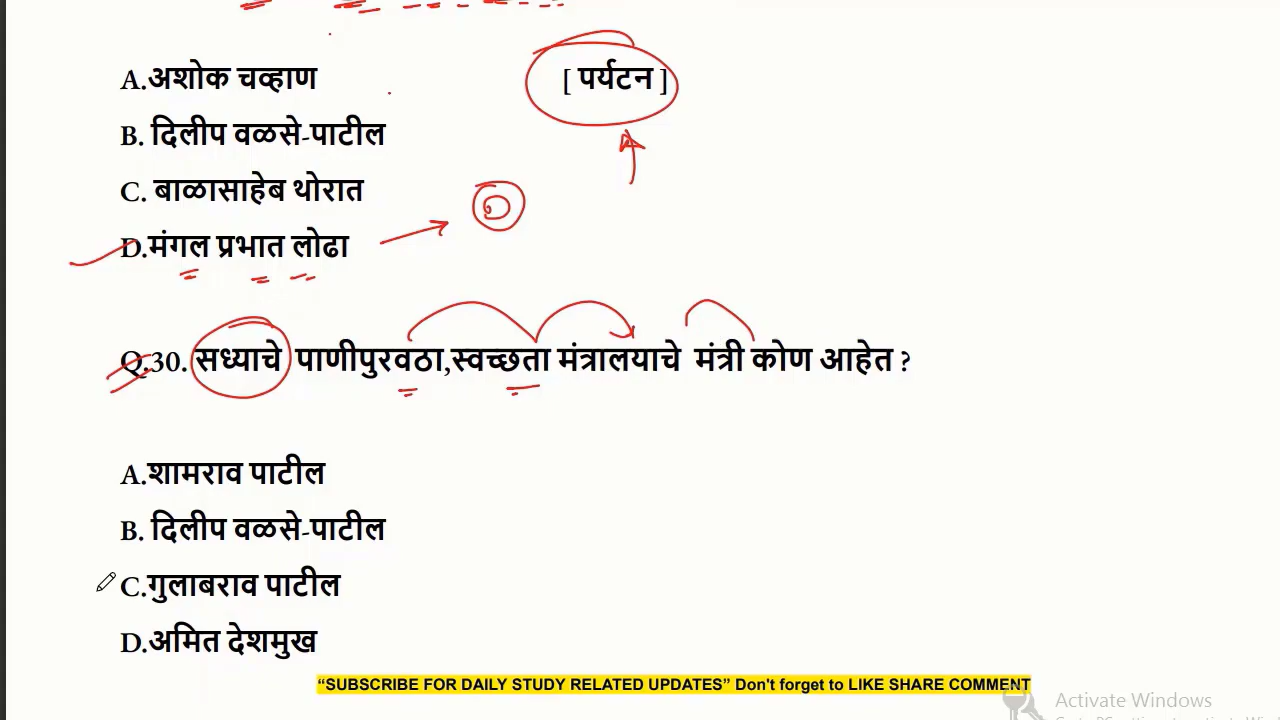 A.अशोक चव्हाण
[ पर्यटन ]
B. दिलीप वळसे-पाटील
C. बाळासाहेब थोरात
D.मंगल प्रभात लोढा
Q.30. सध्याचे पाणीपुरवठा,स्वच्छता मंत्रालयाचे मंत्री कोण आहेत ?
A.शामराव पाटील
B. दिलीप वळसे-पाटील
C.गुलाबराव पाटील
D.अमित देशमुख
“SUBSCRIBE FOR DAILY STUDY RELATED UPDATES” Don't forget to LIKE SHARE COMMENT
Activate Windows